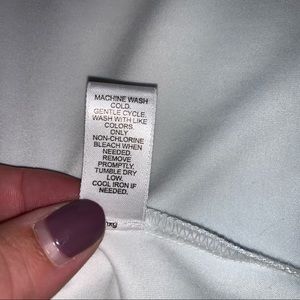 MACHINE WASH
COLD.
GENTLE CYCLE.
WASH WITH LIKE
COLORS.
ONLY
NON-CHLORINE
BLEACH WHEN
NEEDED.
REMOVE
PROMPTLY.
TUMBLE DRY
LOW.
COOL IRON IF
NEEDED.